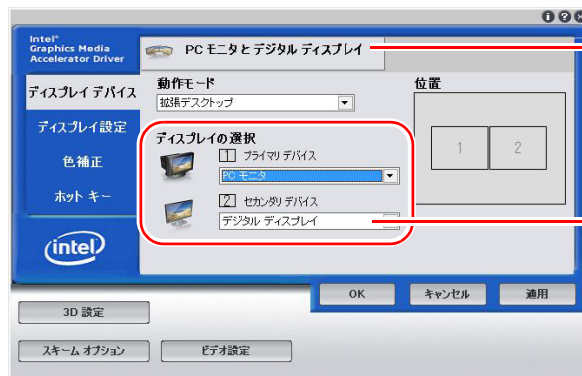 Intel®
Graphics Media
Accelerator Driver
PC モニタとデジタル ディスプレイ
ディスプレイ デバイス
ディスプレイ設定
色補正
ホット キー
intel
動作モード
拡張デスクトップ
ディスプレイの選択
1 プライマリ デバイス
PC モニタ
2 セカンダリ デバイス
デジタル ディスプレイ
位置
1 2
OK キャンセル 適用
3D 設定
スキーム オプション ビデオ設定